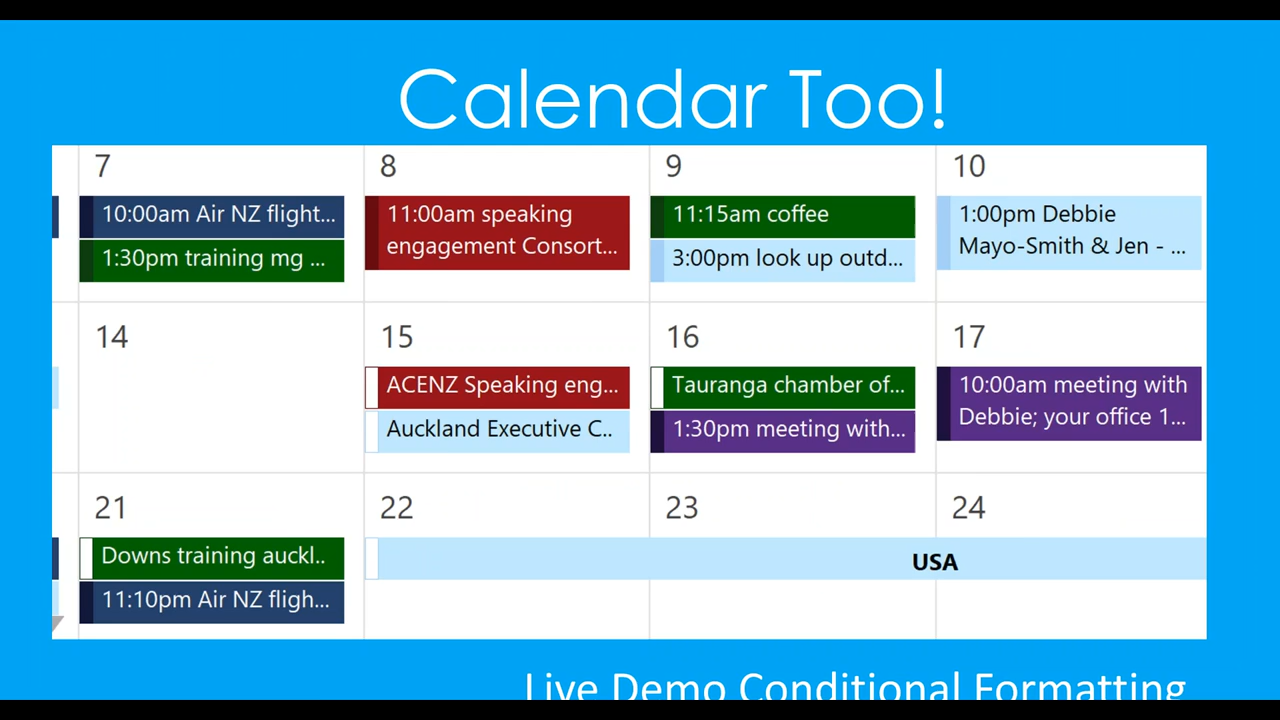 Calendar Too!
7
8
9
10
10:00am Air NZ flight...
1:30pm training mg ...
11:00am speaking
engagement Consort...
11:15am coffee
3:00pm look up outd...
1:00pm Debbie
Mayo-Smith & Jen - ...
14
15
16
17
ACENZ Speaking eng...
Auckland Executive C..
Tauranga chamber of...
1:30pm meeting with...
10:00am meeting with
Debbie; your office 1...
21
22
23
24
Downs training auckl..
11:10pm Air NZ fligh...
USA
Live Demo Conditional Formatting